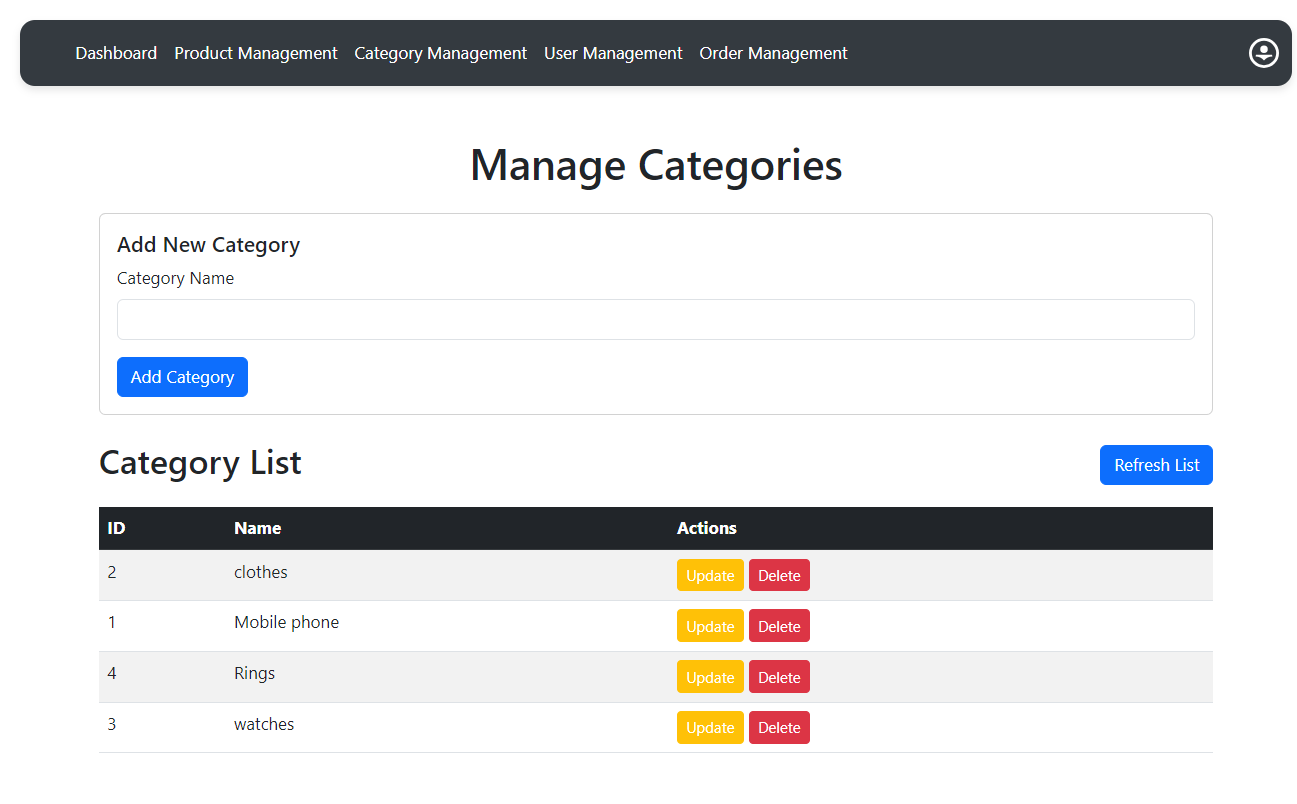 Dashboard Product Management Category Management User Management Order Management
Manage Categories
Add New Category
Category Name
Add Category
Category List
Refresh List
ID Name Actions
2 clothes Update Delete
1 Mobile phone Update Delete
4 Rings Update Delete
3 watches Update Delete